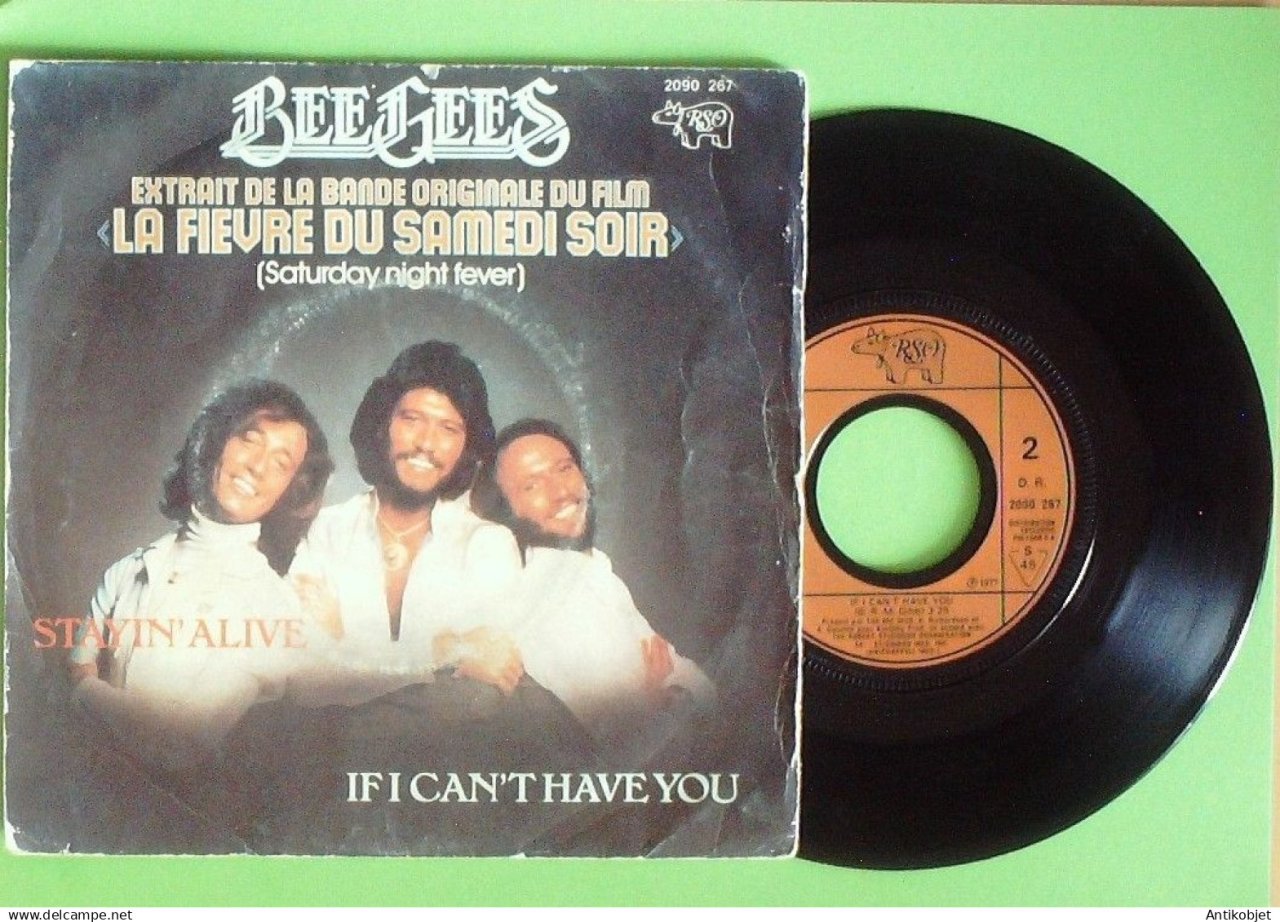 BEE GEES
2090 267
RSO
EXTRAIT DE LA BANDE ORIGINALE DU FILM
«LA FIEVRE DU SAMEDI SOIR»
(Saturday night fever)
STAYIN' ALIVE
IF I CAN'T HAVE YOU
RSO
2
D. R.
2090 267
S
45
℗ 1977
IF I CAN'T HAVE YOU
www.delcampe.net
Antikobjet